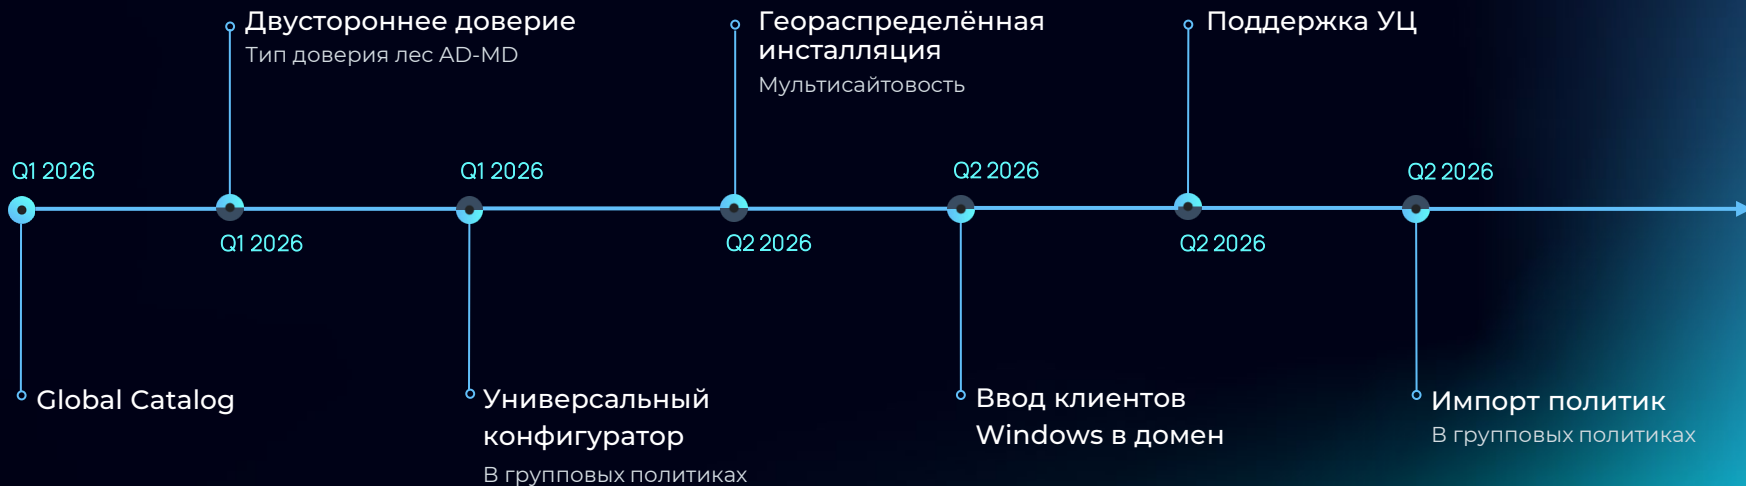 Двустороннее доверие
Тип доверия лес AD-MD
Геораспределённая
инсталляция
Мультисайтовость
Поддержка УЦ
Q1 2026
Q1 2026
Q2 2026
Q2 2026
Q1 2026
Q2 2026
Q2 2026
Global Catalog
Универсальный
конфигуратор
В групповых политиках
Ввод клиентов
Windows в домен
Импорт политик
В групповых политиках